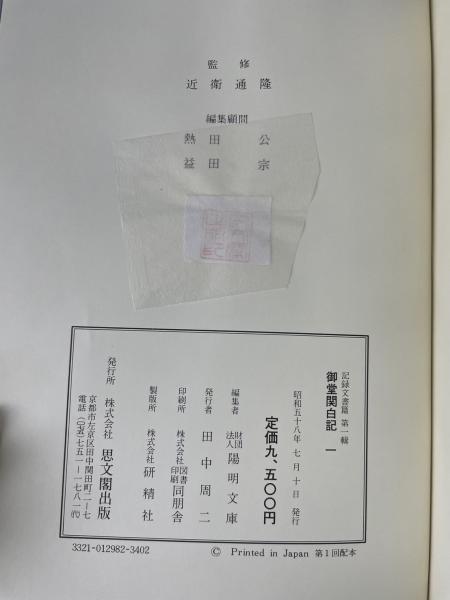 監修
近衛通隆
編集顧問
熱田公
益田宗
記録文書篇 第一輯
御堂関白記 一
昭和五十八年七月十日 発行
定価九、五〇〇円
編集者 財団法人 陽明文庫
発行者 田中周二
印刷所 株式会社 図書印刷 同朋舎
製版所 株式会社 研精社
発行所 株式会社 思文閣出版
京都市左京区田中関田町二―七
電話(〇七五)七五一―一七八一(代)
3321-012982-3402
© Printed in Japan 第1回配本